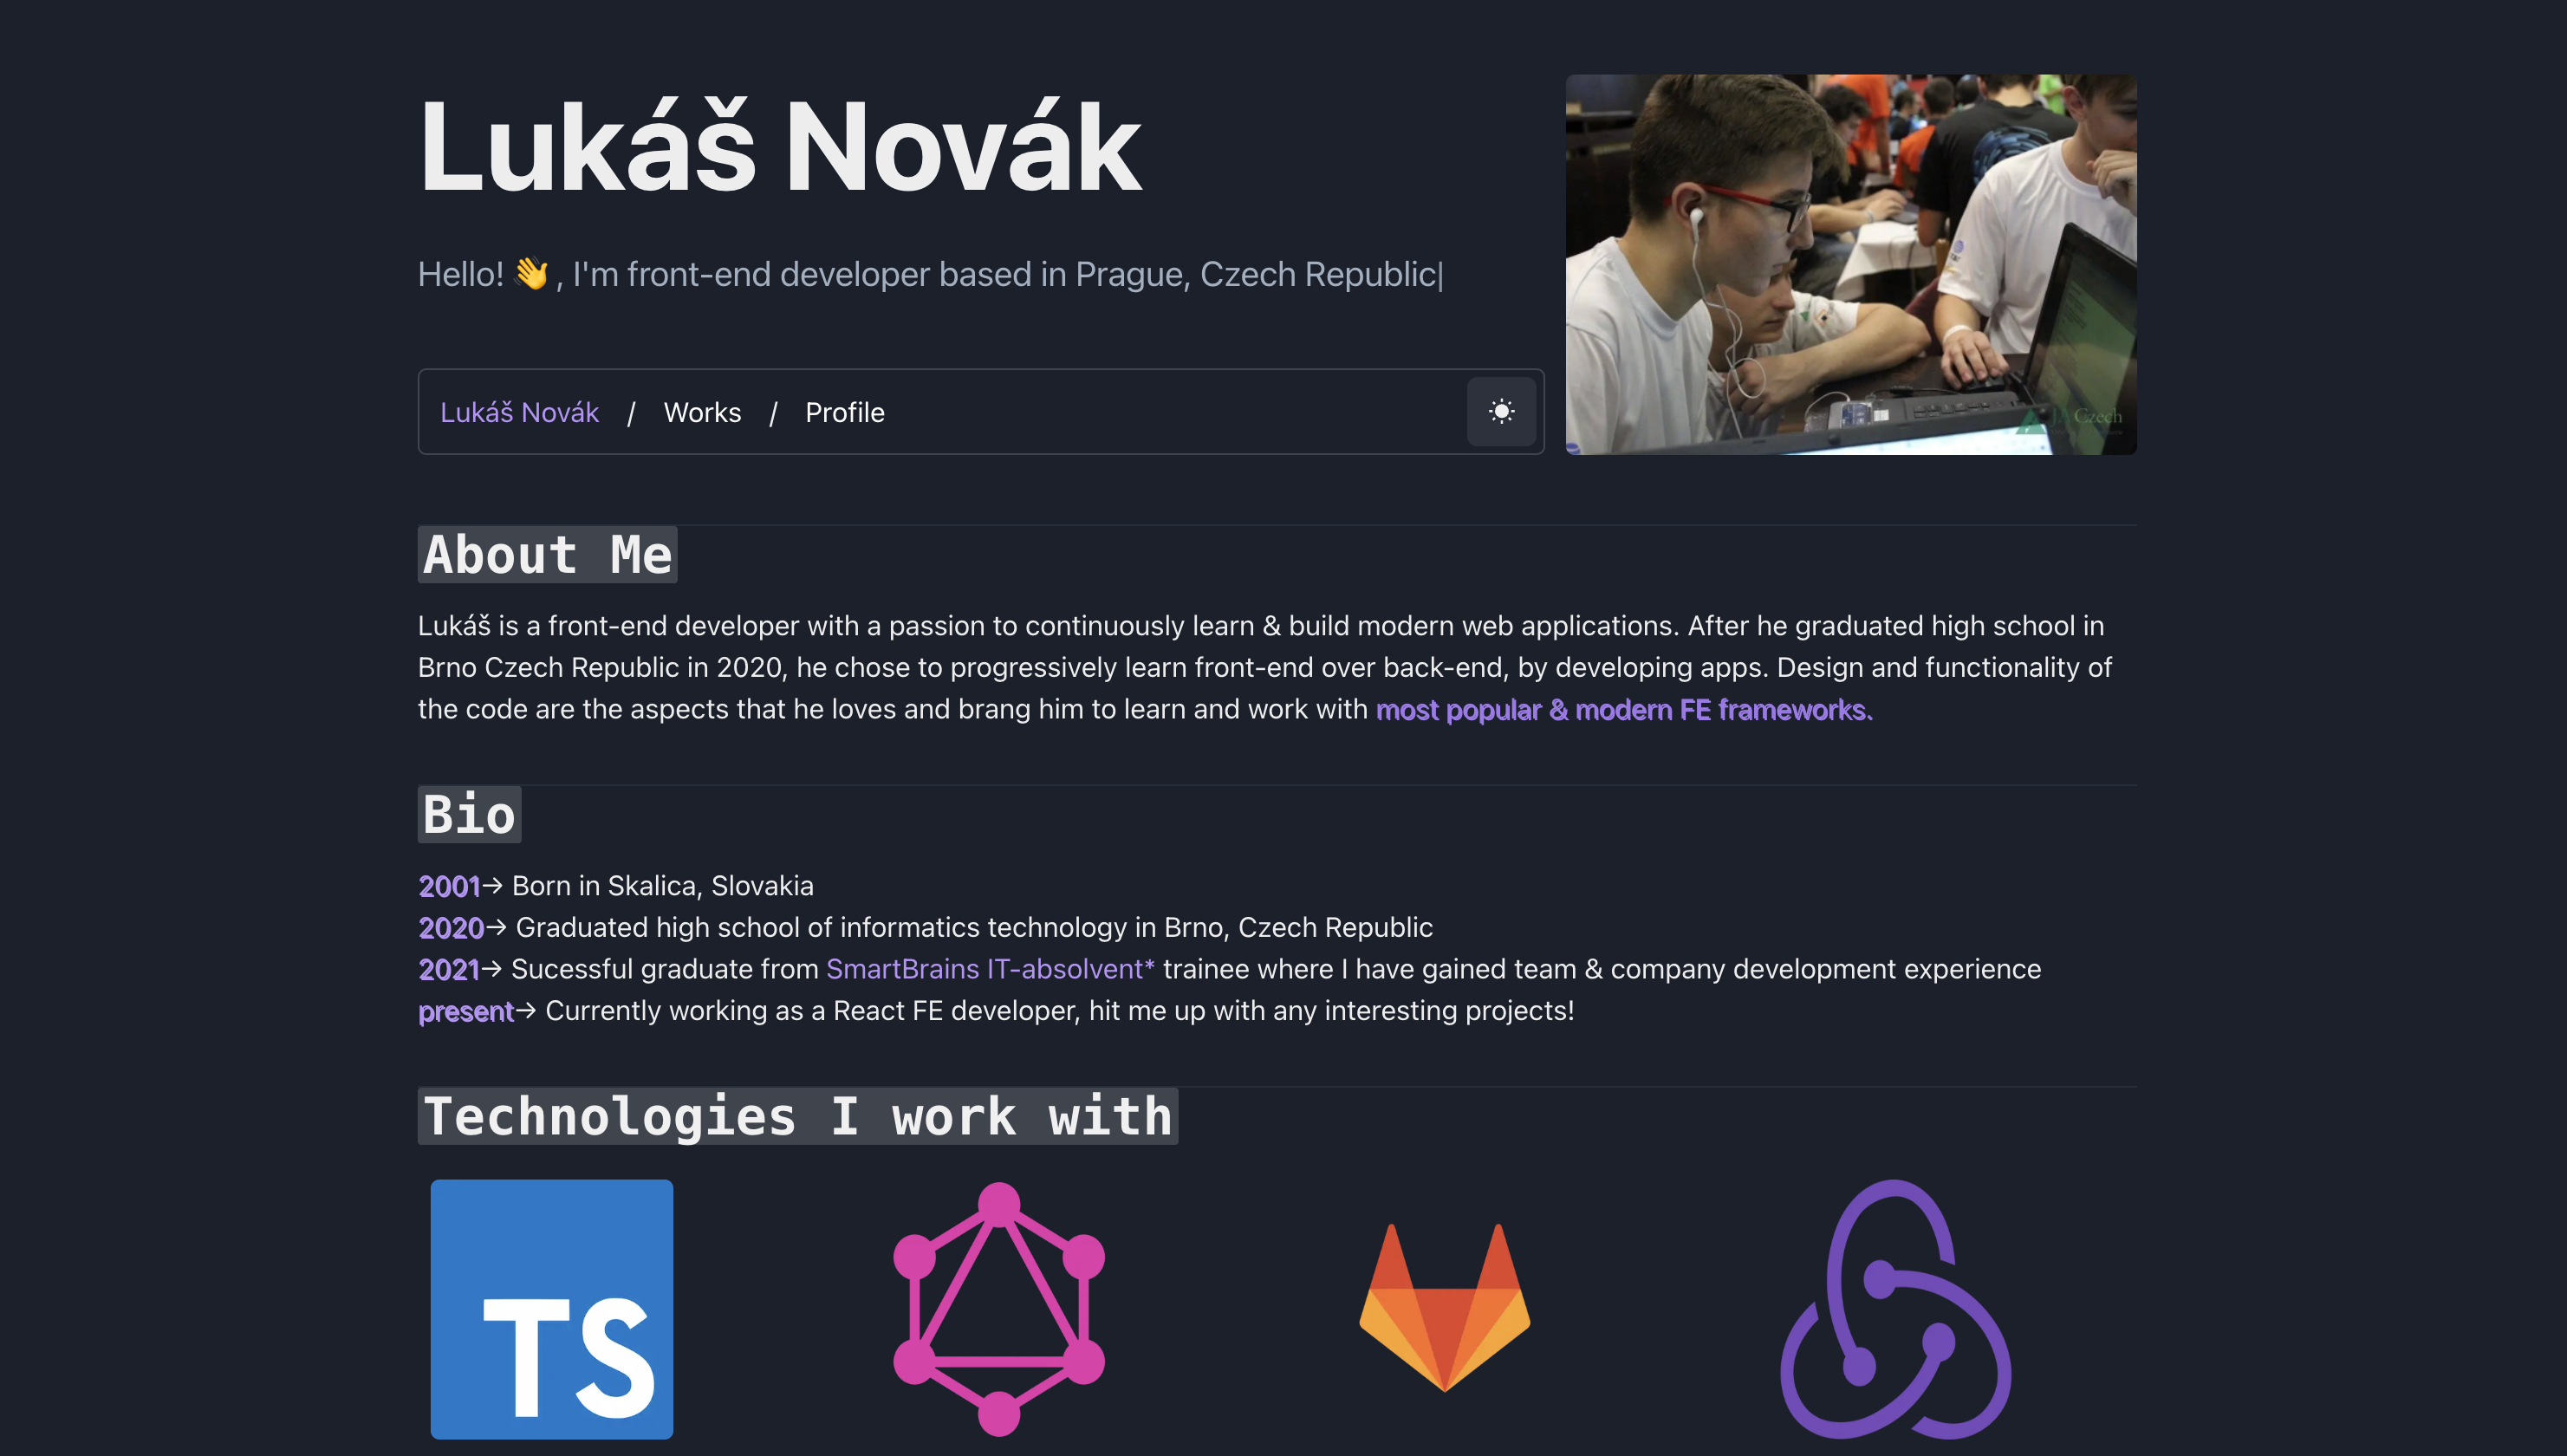 Lukáš Novák
Hello! 👋 , I'm front-end developer based in Prague, Czech Republic|
Lukáš Novák / Works / Profile
JA Czech
About Me
Lukáš is a front-end developer with a passion to continuously learn & build modern web applications. After he graduated high school in
Brno Czech Republic in 2020, he chose to progressively learn front-end over back-end, by developing apps. Design and functionality of
the code are the aspects that he loves and brang him to learn and work with most popular & modern FE frameworks.
Bio
2001→ Born in Skalica, Slovakia
2020→ Graduated high school of informatics technology in Brno, Czech Republic
2021→ Sucessful graduate from SmartBrains IT-absolvent* trainee where I have gained team & company development experience
present→ Currently working as a React FE developer, hit me up with any interesting projects!
Technologies I work with
TS